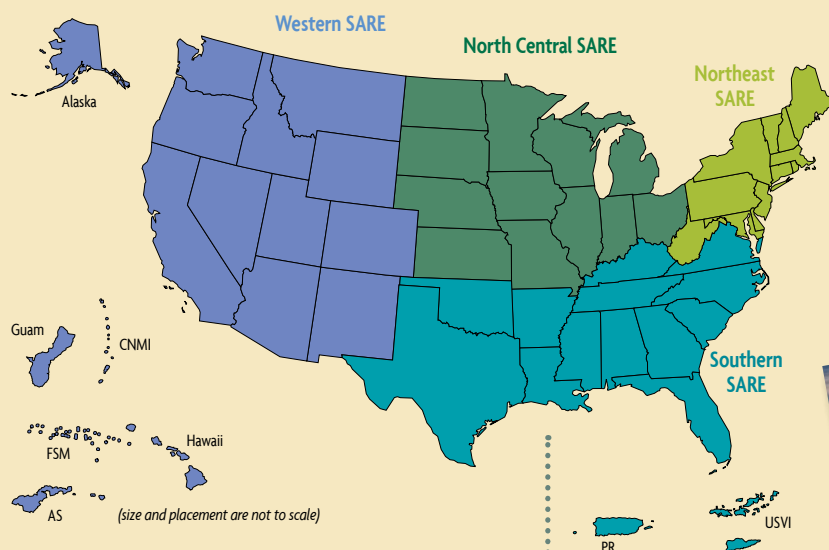 Western SARE
North Central SARE
Northeast
SARE
Alaska
Guam
CNMI
Southern
SARE
Hawaii
FSM
AS
(size and placement are not to scale)
USVI
PR